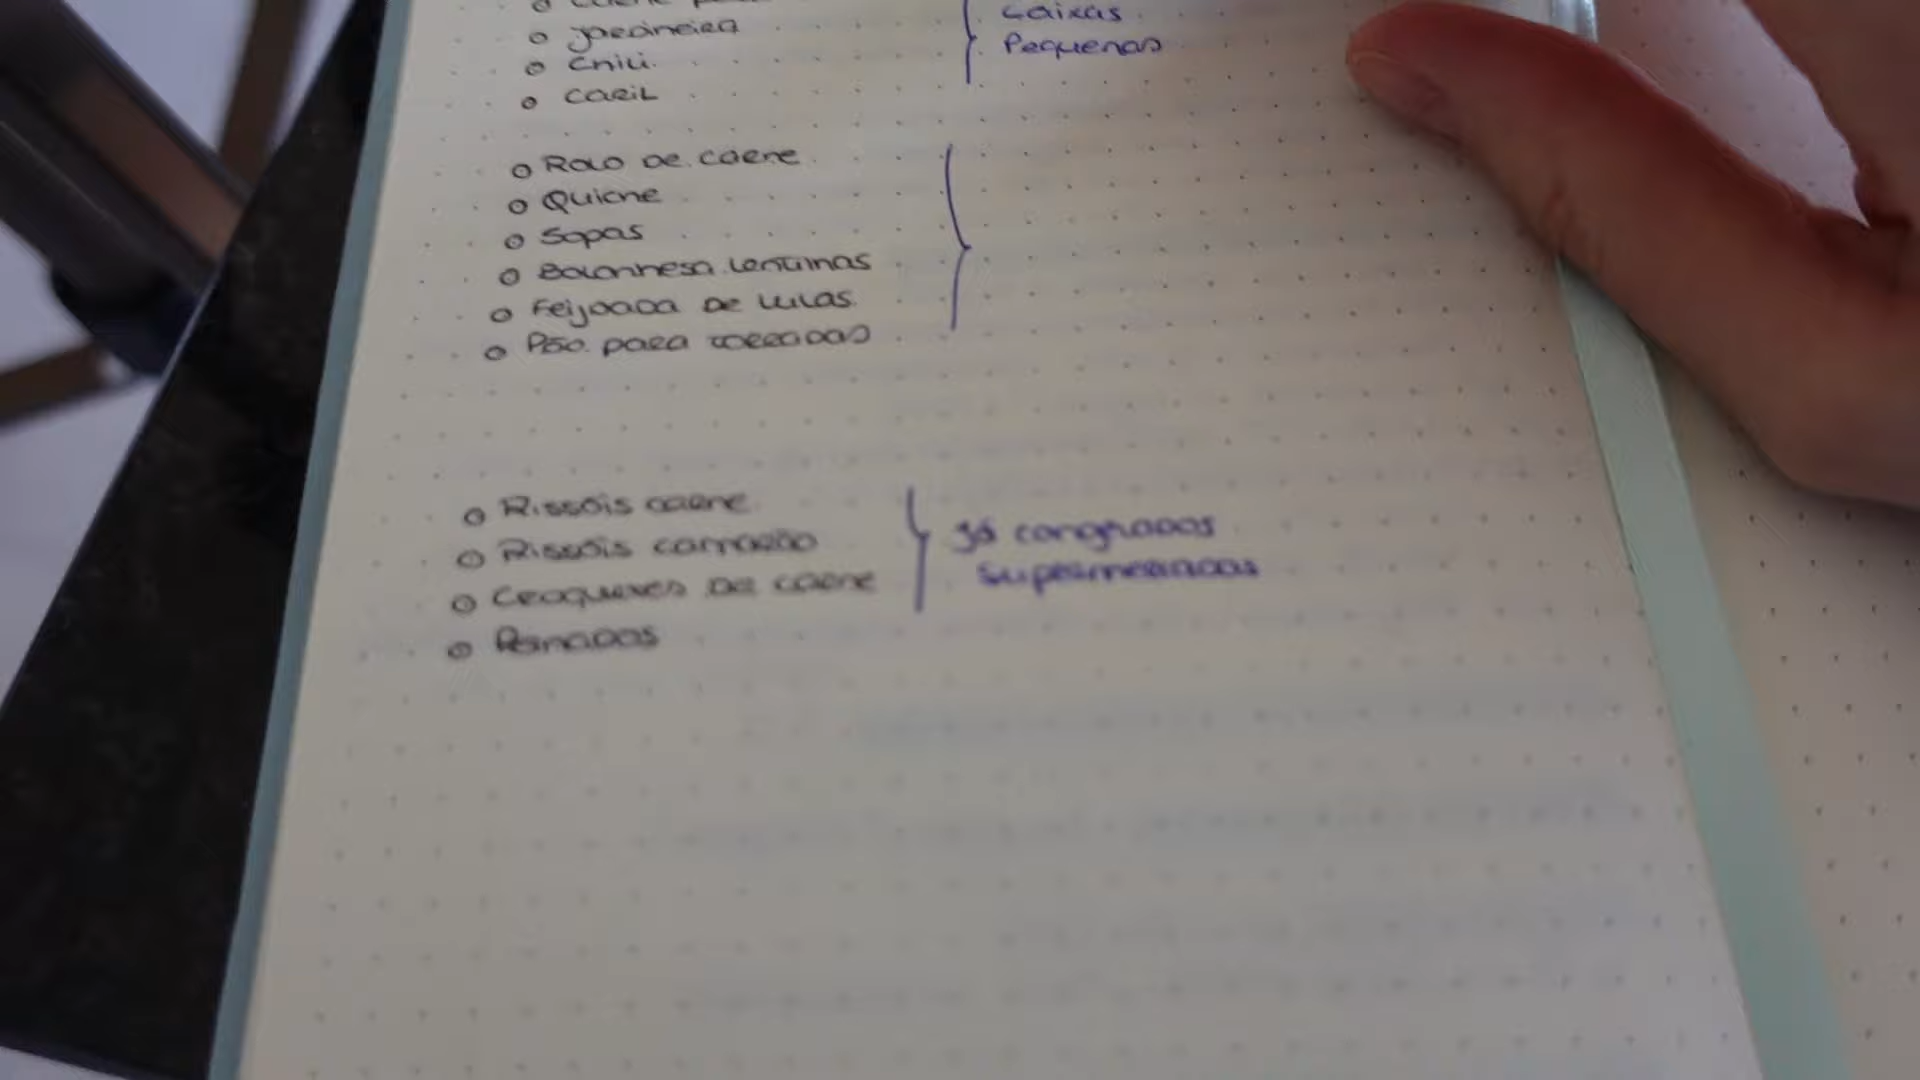 Jardineira
Chili
Caril
Caixas
Pequenas
Rolo de carne
Quiche
Sopas
Bolonhesa lentilhas
Feijoada de lulas
Pão para torradas
Rissóis carne
Rissóis camarão
Croquetes de carne
Panados
Já conglados
Supermercados